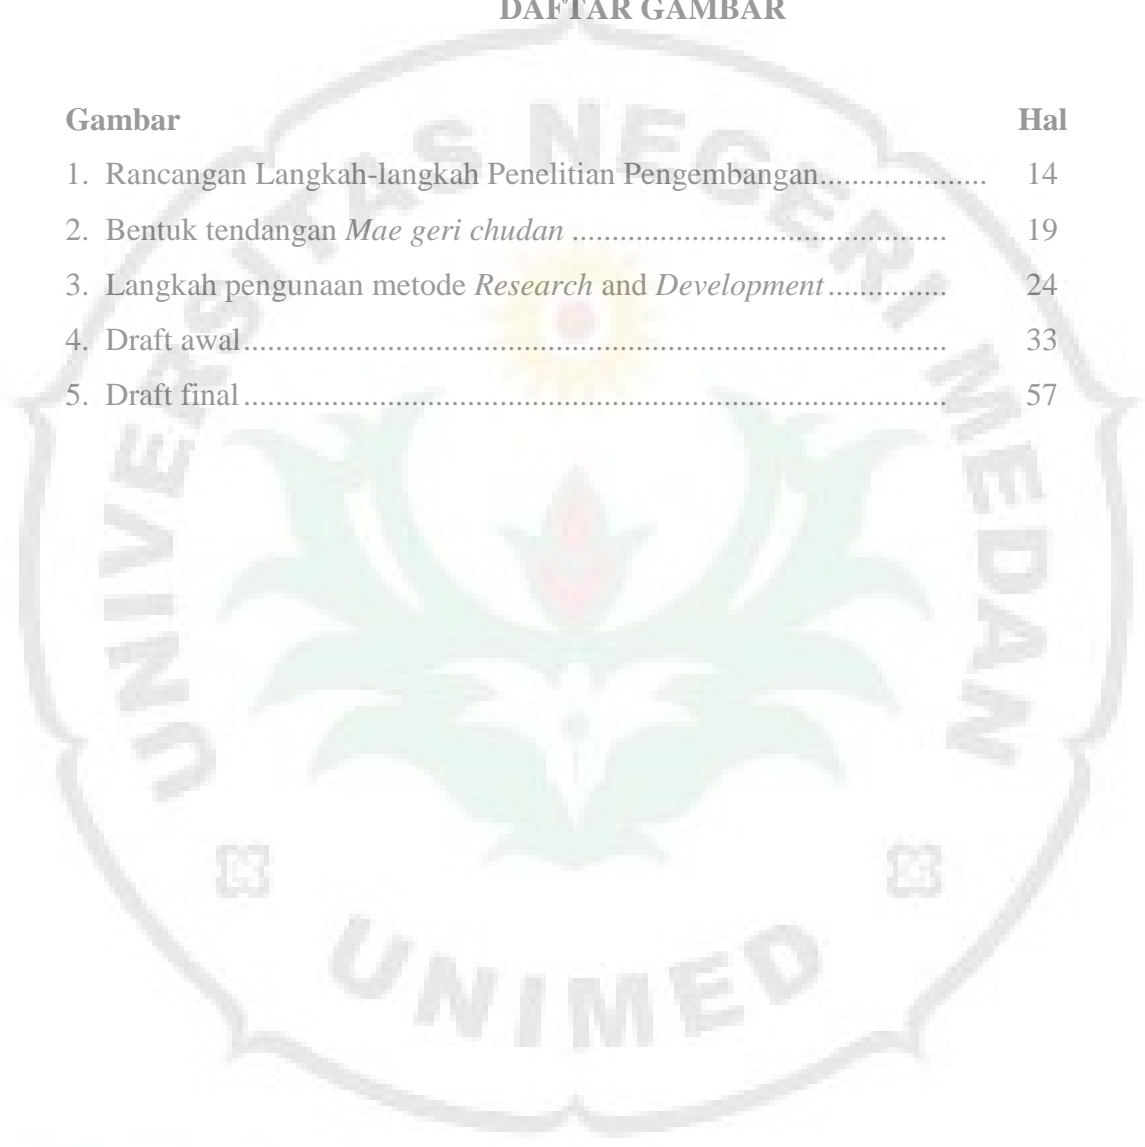 DAFTAR GAMBAR
Gambar Hal
1. Rancangan Langkah-langkah Penelitian Pengembangan..................... 14
2. Bentuk tendangan Mae geri chudan ............................................... 19
3. Langkah pengunaan metode Research and Development............... 24
4. Draft awal........................................................................................ 33
5. Draft final........................................................................................ 57
UNIVERSITAS NEGERI MEDAN
UNIMED